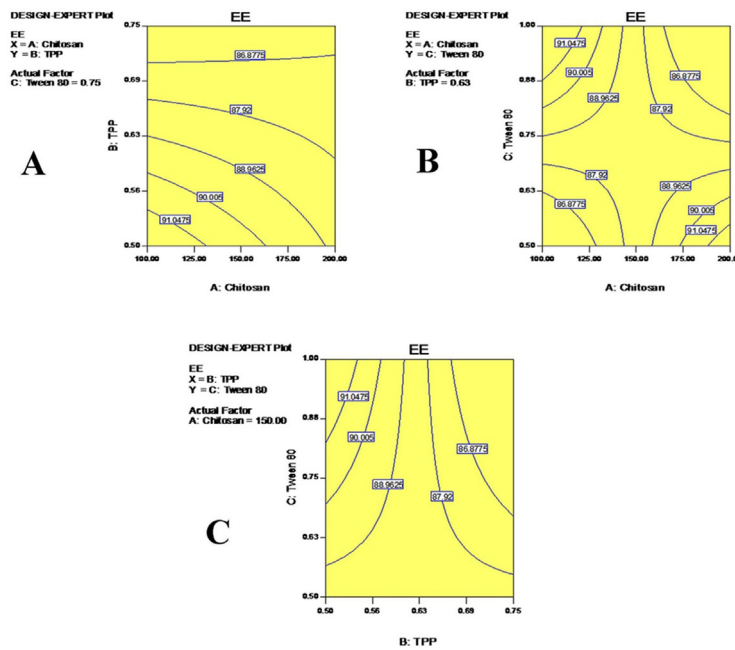 DESIGN-EXPERT Plot
EE
X = A: Chitosan
Y = B: TPP
Actual Factor
C: Tween 80 = 0.75
EE
0.75
0.69
0.63
0.56
0.50
B: TPP
86.8775
87.92
88.9625
90.005
91.0475
100.00 125.00 150.00 175.00 200.00
A: Chitosan
A
DESIGN-EXPERT Plot
EE
X = A: Chitosan
Y = C: Tween 80
Actual Factor
B: TPP = 0.63
EE
1.00
0.88
0.75
0.63
0.50
C: Tween 80
91.0475
90.005
88.9625
86.8775
87.92
87.92
86.8775
88.9625
90.005
91.0475
100.00 125.00 150.00 175.00 200.00
A: Chitosan
B
DESIGN-EXPERT Plot
EE
X = B: TPP
Y = C: Tween 80
Actual Factor
A: Chitosan = 150.00
EE
1.00
0.88
0.75
0.63
0.50
C: Tween 80
91.0475
90.005
88.9625
87.92
86.8775
0.50 0.56 0.63 0.69 0.75
B: TPP
C